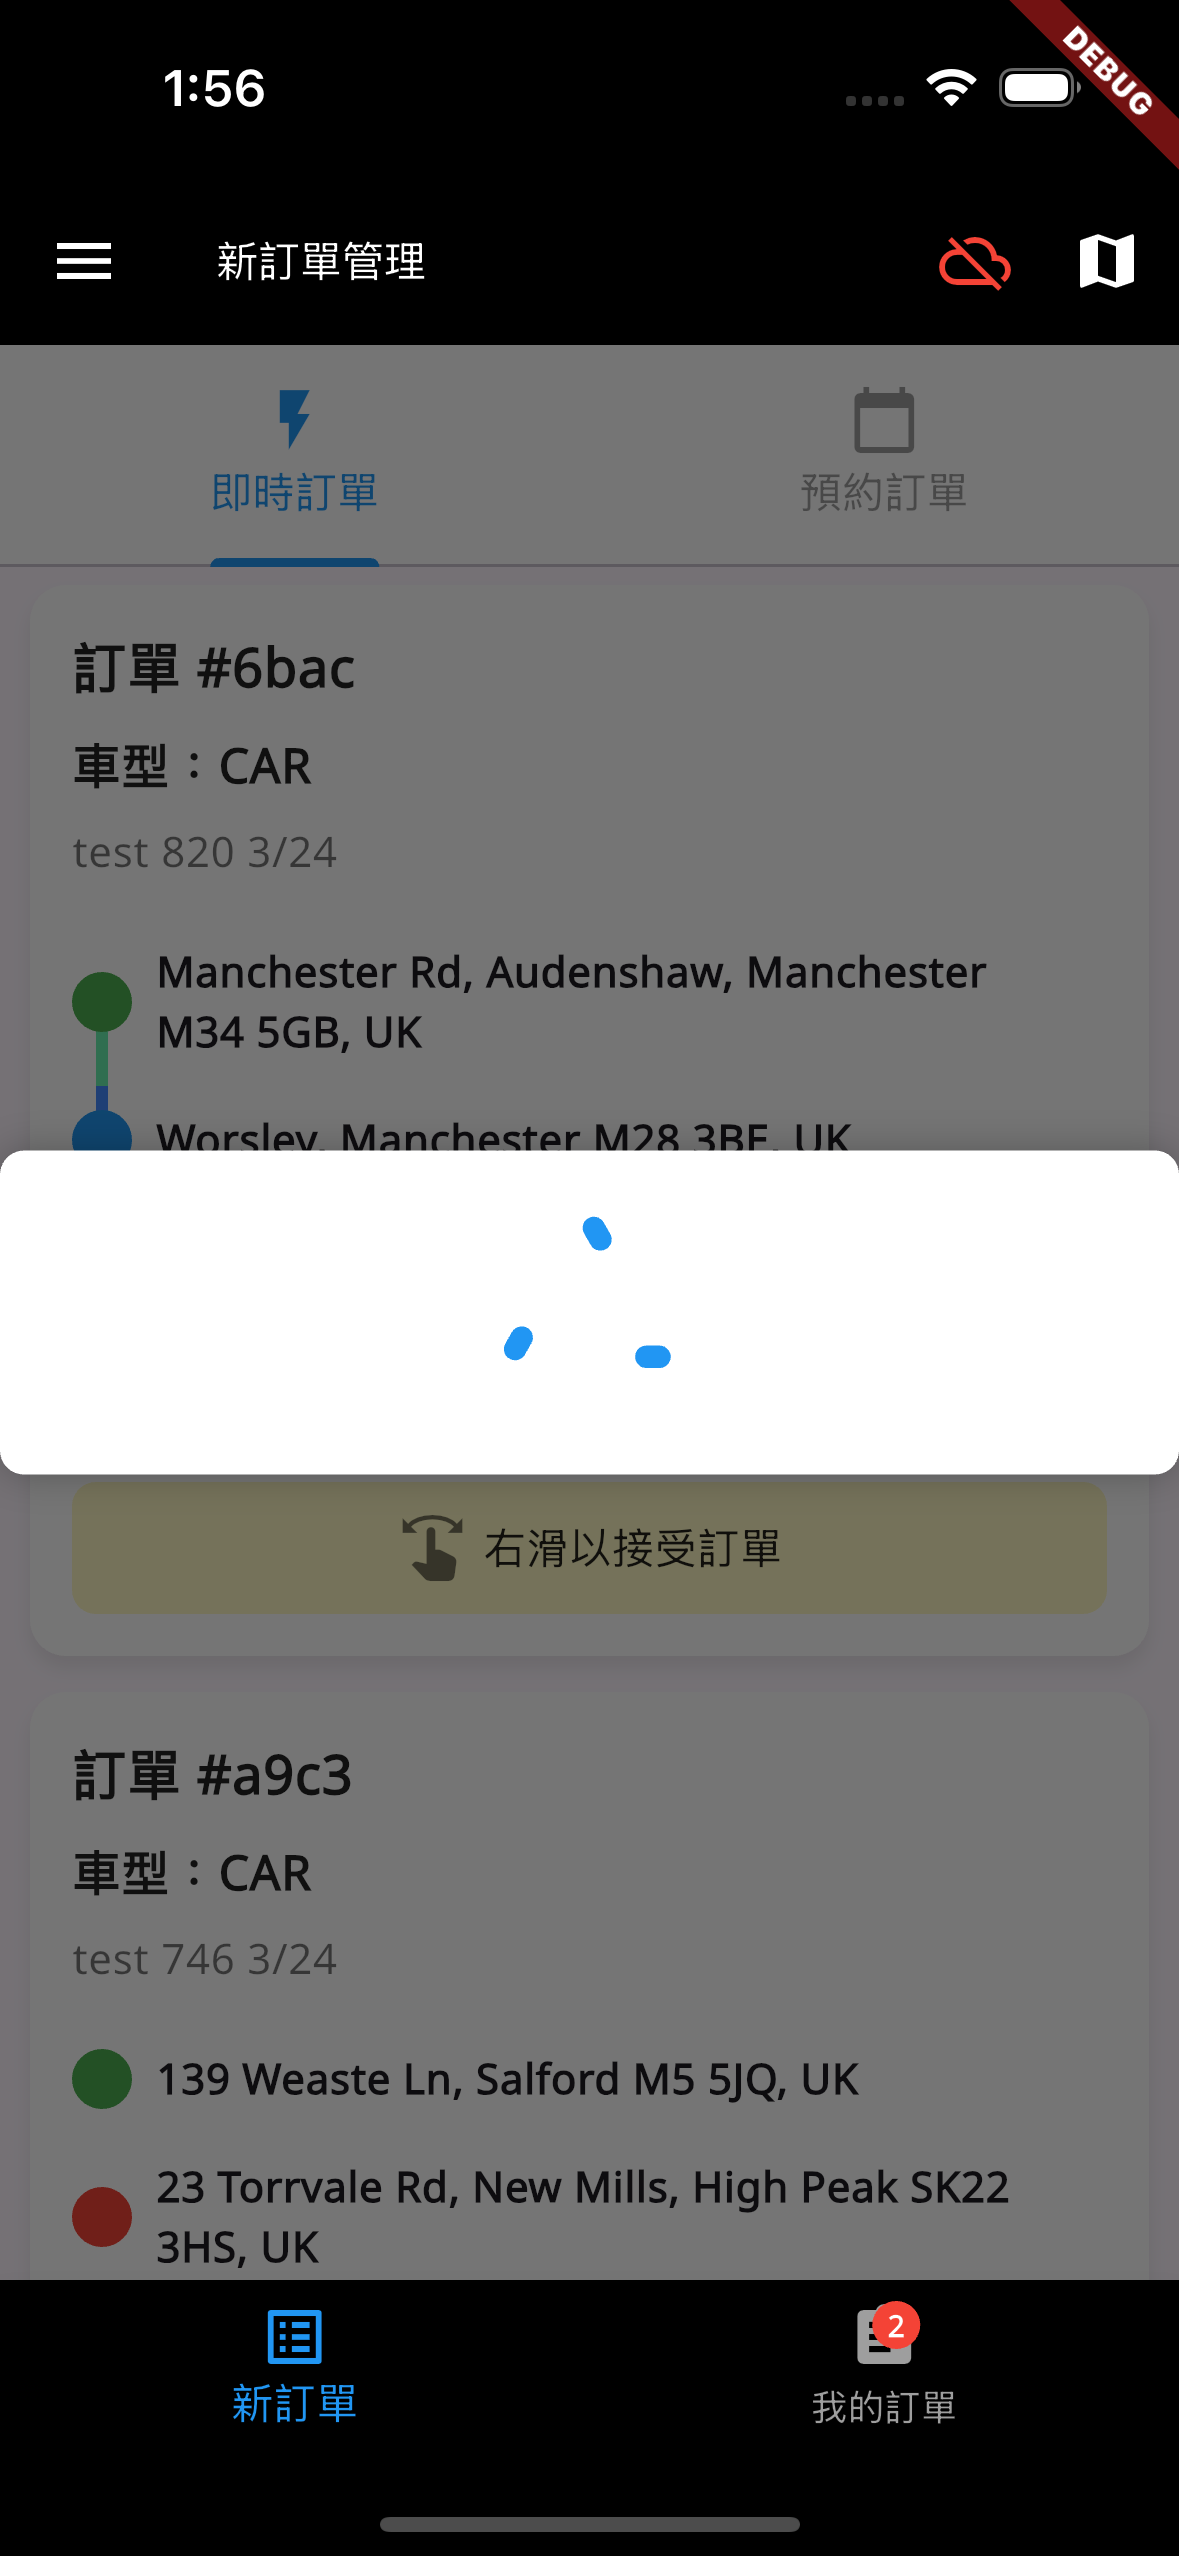 1:56
DEBUG
新訂單管理
即時訂單
預約訂單
訂單 #6bac
車型：CAR
test 820 3/24
Manchester Rd, Audenshaw, Manchester
M34 5GB, UK
Worsley, Manchester M28 3BE, UK
右滑以接受訂單
訂單 #a9c3
車型：CAR
test 746 3/24
139 Weaste Ln, Salford M5 5JQ, UK
23 Torrvale Rd, New Mills, High Peak SK22
3HS, UK
2
新訂單
我的訂單